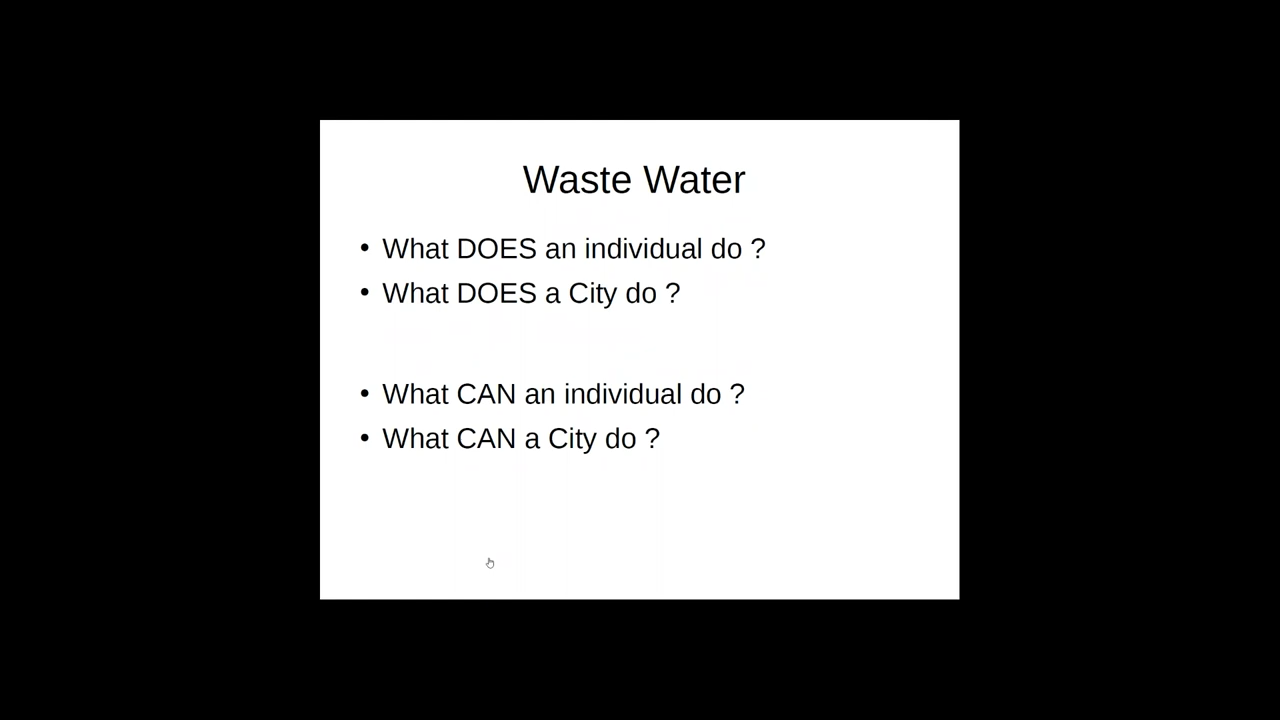 Waste Water
• What DOES an individual do ?
• What DOES a City do ?
• What CAN an individual do ?
• What CAN a City do ?